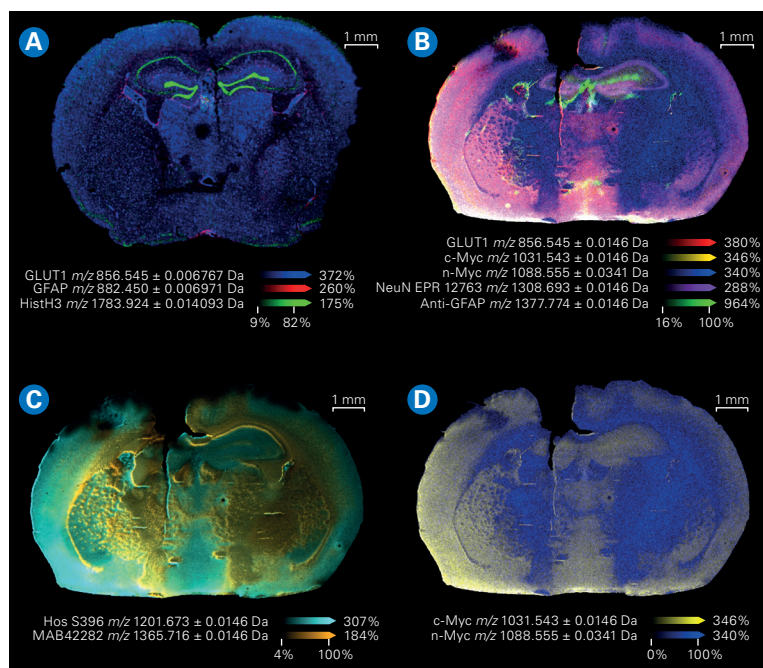 A
1 mm
GLUT1 m/z 856.545 ± 0.006767 Da 372%
GFAP m/z 882.450 ± 0.006971 Da 260%
HistH3 m/z 1783.924 ± 0.014093 Da 175%
9% 82%
B
1 mm
GLUT1 m/z 856.545 ± 0.0146 Da 380%
c-Myc m/z 1031.543 ± 0.0146 Da 346%
n-Myc m/z 1088.555 ± 0.0341 Da 340%
NeuN EPR 12763 m/z 1308.693 ± 0.0146 Da 288%
Anti-GFAP m/z 1377.774 ± 0.0146 Da 964%
16% 100%
C
1 mm
Hos S396 m/z 1201.673 ± 0.0146 Da 307%
MAB42282 m/z 1365.716 ± 0.0146 Da 184%
4% 100%
D
1 mm
c-Myc m/z 1031.543 ± 0.0146 Da 346%
n-Myc m/z 1088.555 ± 0.0341 Da 340%
0% 100%